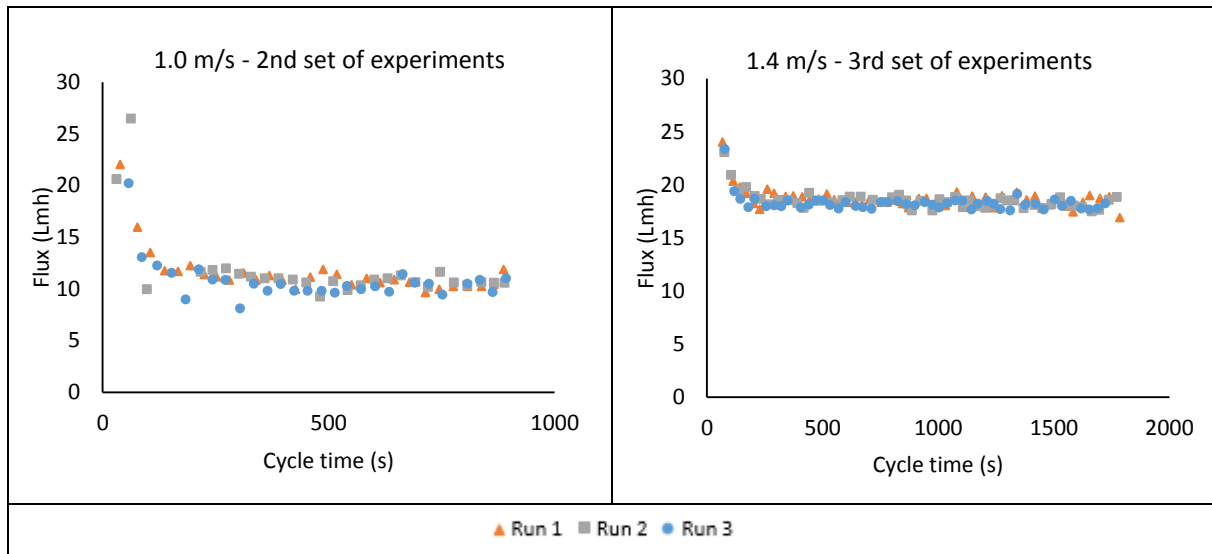 1.0 m/s - 2nd set of experiments
30
25
20
15
10
5
0
Flux (Lmh)
0 500 1000
Cycle time (s)
1.4 m/s - 3rd set of experiments
30
25
20
15
10
5
0
Flux (Lmh)
0 500 1000 1500 2000
Cycle time (s)
Run 1 Run 2 Run 3